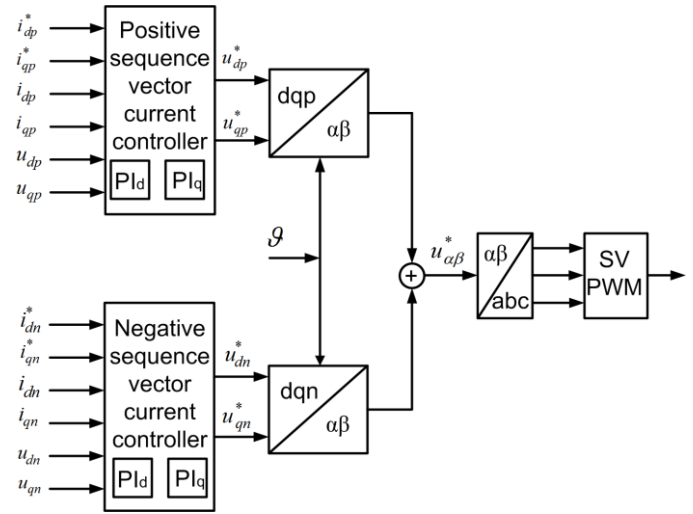 i*dp
i*qp
idp
iqp
udp
uqp
Positive
sequence
vector
current
controller
PId PIq
u*dp
u*qp
dqp
αβ
ϑ
i*dn
i*qn
idn
iqn
udn
uqn
Negative
sequence
vector
current
controller
PId PIq
u*dn
u*qn
dqn
αβ
+
u*αβ
αβ
abc
SV
PWM